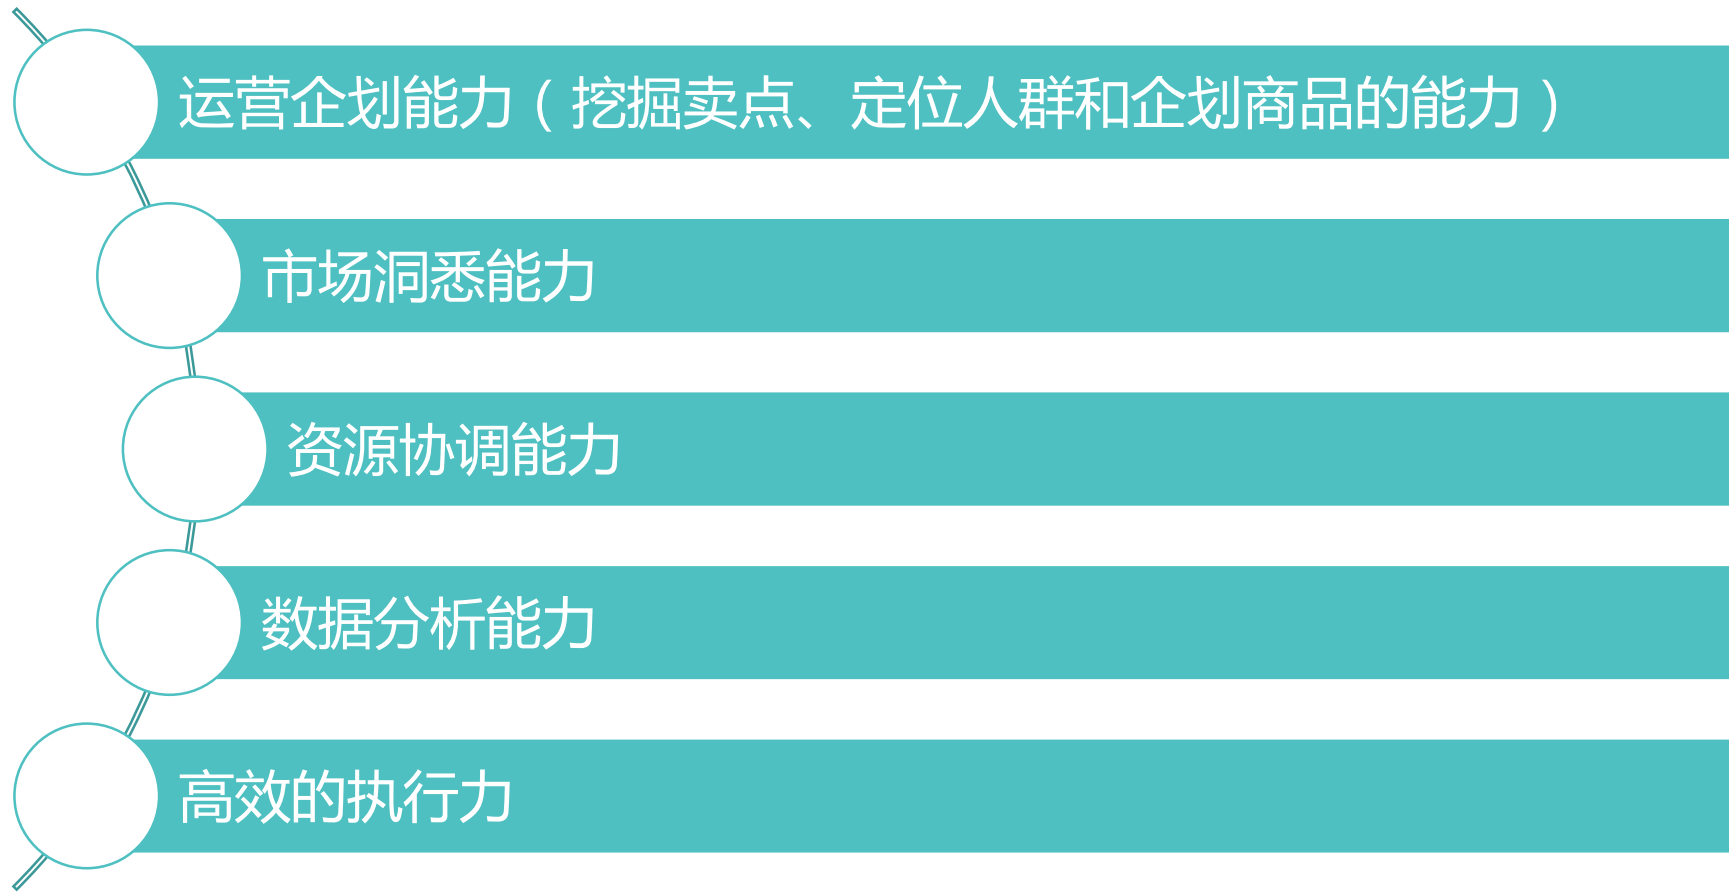 运营企划能力（挖掘卖点、定位人群和企划商品的能力）
市场洞悉能力
资源协调能力
数据分析能力
高效的执行力